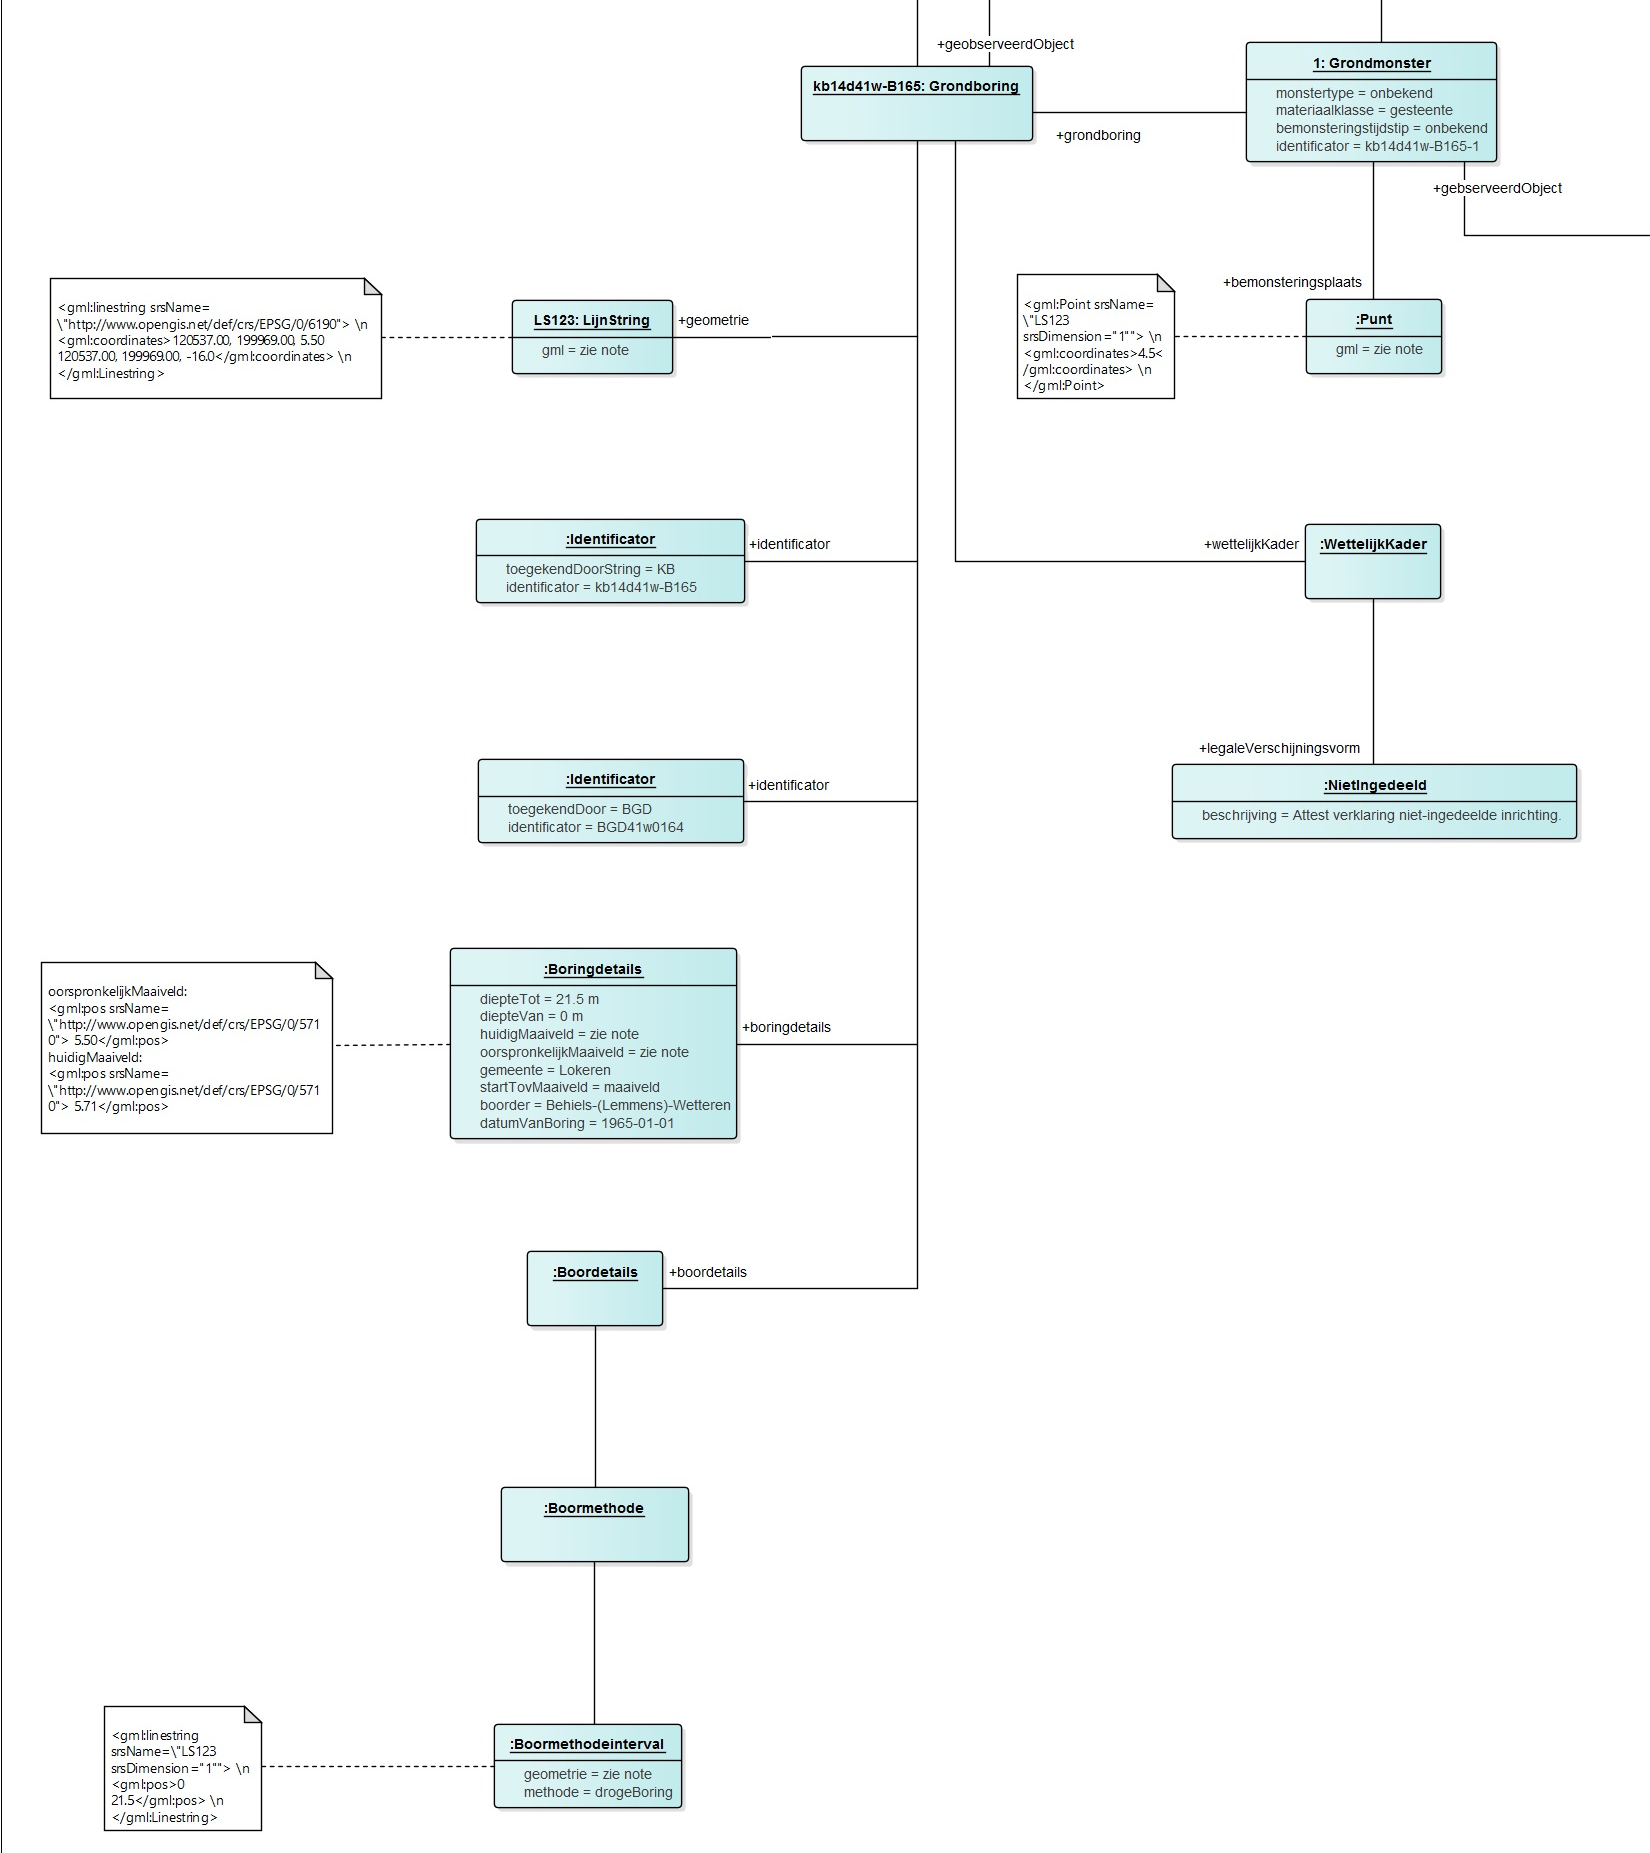 +geobserveerdObject
kb14d41w-B165: Grondboring
1: Grondmonster
monstertype = onbekend
materiaalklasse = gesteente
bemonsteringstijdstip = onbekend
identificator = kb14d41w-B165-1
+grondboring
+gebserveerdObject
<gml:linestring srsName=
\"http://www.opengis.net/def/crs/EPSG/0/6190"> \n
<gml:coordinates>120537.00, 199969.00, 5.50
120537.00, 199969.00, -16.0</gml:coordinates> \n
</gml:Linestring>
LS123: LijnString
gml = zie note
+geometrie
<gml:Point srsName=
\"LS123
srsDimension="1""> \n
<gml:coordinates>4.5<
/gml:coordinates> \n
</gml:Point>
+bemonsteringsplaats
:Punt
gml = zie note
:Identificator
toegekendDoorString = KB
identificator = kb14d41w-B165
+identificator
+wettelijkKader
:WettelijkKader
:Identificator
toegekendDoor = BGD
identificator = BGD41w0164
+identificator
+legaleVerschijningsvorm
:NietIngedeeld
beschrijving = Attest verklaring niet-ingedeelde inrichting.
oorspronkelijkMaaiveld:
<gml:pos srsName=
\"http://www.opengis.net/def/crs/EPSG/0/571
0"> 5.50</gml:pos>
huidigMaaiveld:
<gml:pos srsName=
\"http://www.opengis.net/def/crs/EPSG/0/571
0"> 5.71</gml:pos>
:Boringdetails
diepteTot = 21.5 m
diepteVan = 0 m
huidigMaaiveld = zie note
oorspronkelijkMaaiveld = zie note
gemeente = Lokeren
startTovMaaiveld = maaiveld
boorder = Behiels-(Lemmens)-Wetteren
datumVanBoring = 1965-01-01
+boringdetails
:Boordetails
+boordetails
:Boormethode
<gml:linestring
srsName=\"LS123
srsDimension="1""> \n
<gml:pos>0
21.5</gml:pos> \n
</gml:Linestring>
:Boormethodeinterval
geometrie = zie note
methode = drogeBoring